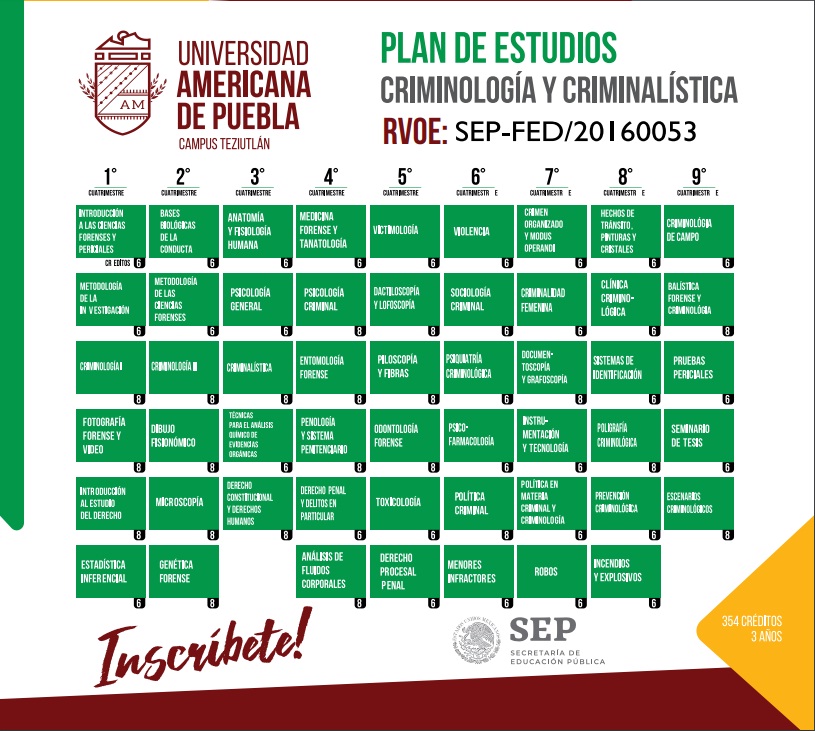 UNIVERSIDAD
AMERICANA
DE PUEBLA
CAMPUS TEZIUTLÁN
AM
PLAN DE ESTUDIOS
CRIMINOLOGÍA Y CRIMINALÍSTICA
RVOE: SEP-FED/20160053
1° 2° 3° 4° 5° 6° 7° 8° 9°
CUATRIMESTRE CUATRIMESTRE CUATRIMESTRE CUATRIMESTRE CUATRIMESTRE CUATRIMESTR E CUATRIMESTR E CUATRIMESTR E CUATRIMESTR E
INTRODUCCIÓN
A LAS CIENCIAS
FORENSES Y
PERICIALES
CR EDITOS 6
BASES
BIOLÓGICAS
DE LA
CONDUCTA
6
ANATOMÍA
Y FISIOLOGÍA
HUMANA
6
MEDICINA
FORENSE Y
TANATOLOGÍA
6
VICTIMOLOGÍA
6
VIOLENCIA
6
CRIMEN
ORGANIZADO
Y MODUS
OPERANDI
6
HECHOS DE
TRÁNSITO,
PINTURAS Y
CRISTALES
6
CRIMINOLÓGIA
DE CAMPO
6
METODOLOGÍA
DE LA
IN VESTIGACIÓN
6
METODOLOGÍA
DE LAS
CIENCIAS
FORENSES
6
PSICOLOGÍA
GENERAL
6
PSICOLOGÍA
CRIMINAL
8
DACTILOSCOPÍA
Y LOFOSCOPÍA
8
SOCIOLOGÍA
CRIMINAL
6
CRIMINALIDAD
FEMENINA
6
CLÍNICA
CRIMINO-
LÓGICA
6
BALÍSTICA
FORENSE Y
CRIMINOLÓGIA
8
CRIMINOLOGÍA I
8
CRIMINOLOGÍA II
8
CRIMINALÍSTICA
8
ENTOMOLOGÍA
FORENSE
8
PILOSCOPÍA
Y FIBRAS
8
PSIQUIATRÍA
CRIMINOLÓGICA
6
DOCUMEN-
TOSCOPÍA
Y GRAFOSCOPÍA
8
SISTEMAS DE
IDENTIFICACIÓN
6
PRUEBAS
PERICIALES
6
FOTOGRAFÍA
FORENSE Y
VIDEO
8
DIBUJO
FISIONÓMICO
8
TÉCNICAS
PARA EL ANÁLISIS
QUÍMICO DE
EVIDENCIAS
ORGÁNICAS
6
PENOLOGÍA
Y SISTEMA
PENITENCIARIO
8
ODONTOLOGÍA
FORENSE
8
PSICO-
FARMACOLOGÍA
6
INSTRU-
MENTACIÓN
Y TECNOLOGÍA
6
POLIGRAFÍA
CRIMINOLÓGICA
8
SEMINARIO
DE TESIS
6
INTRODUCCIÓN
AL ESTUDIO
DEL DERECHO
8
MICROSCOPÍA
8
DERECHO
CONSTITUCIONAL
Y DERECHOS
HUMANOS
8
DERECHO PENAL
Y DELITOS EN
PARTICULAR
6
TOXICOLOGÍA
6
POLÍTICA
CRIMINAL
6
POLÍTICA EN
MATERIA
CRIMINAL Y
CRIMINOLOGÍA
6
PREVENCIÓN
CRIMINOLÓGICA
6
ESCENARIOS
CRIMINOLÓGICOS
8
ESTADÍSTICA
INFERENCIAL
6
GENÉTICA
FORENSE
8
ANÁLISIS DE
FLUIDOS
CORPORALES
8
DERECHO
PROCESAL
PENAL
6
MENORES
INFRACTORES
6
ROBOS
6
INCENDIOS
Y EXPLOSIVOS
6
Inscríbete!
SEP
SECRETARÍA DE
EDUCACIÓN PÚBLICA
354 CRÉDITOS
3 AÑOS